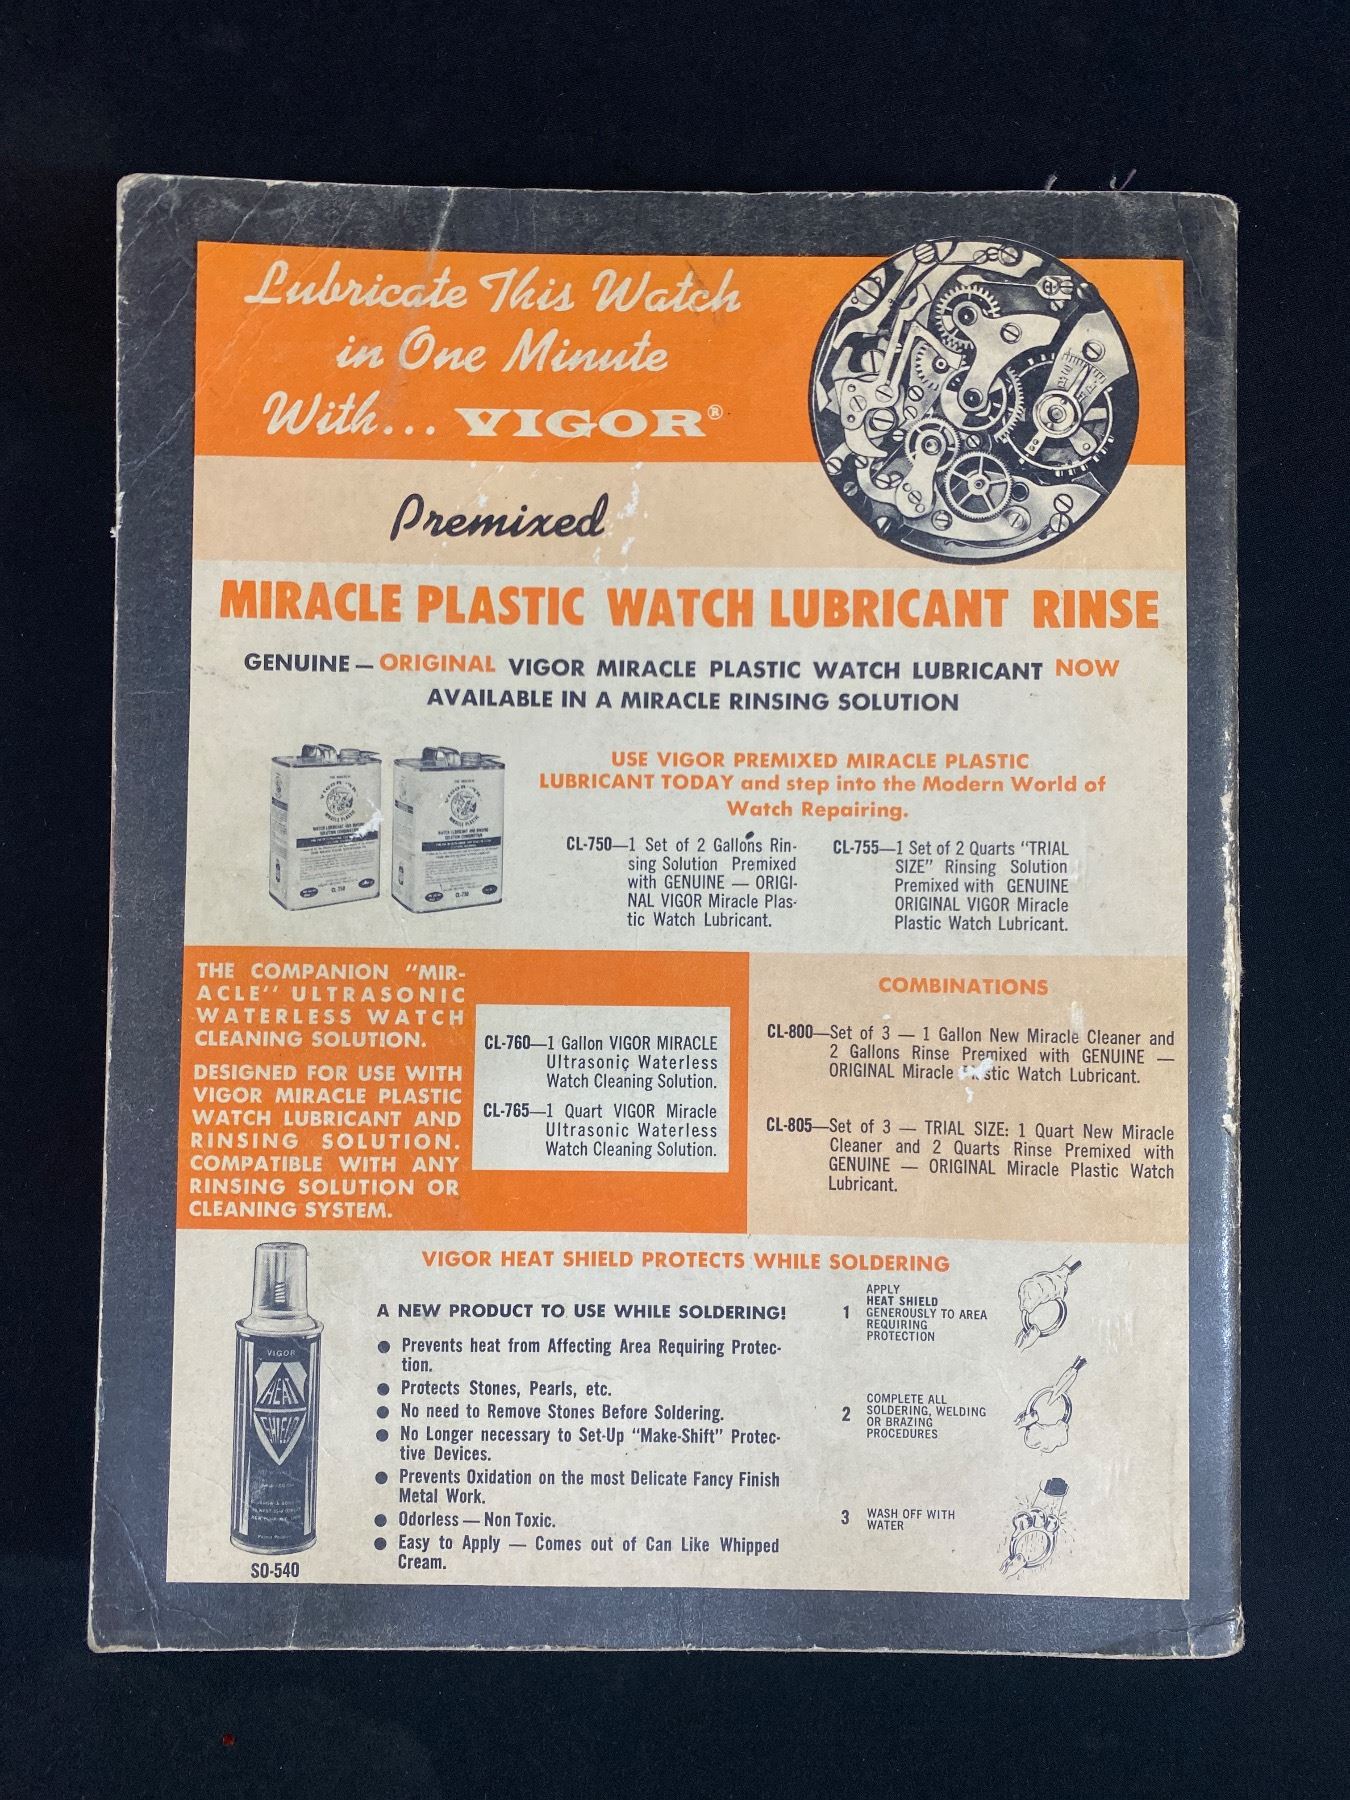 Lubricate This Watch
in One Minute
With... VIGOR®
Premixed
MIRACLE PLASTIC WATCH LUBRICANT RINSE
GENUINE — ORIGINAL VIGOR MIRACLE PLASTIC WATCH LUBRICANT NOW
AVAILABLE IN A MIRACLE RINSING SOLUTION
USE VIGOR PREMIXED MIRACLE PLASTIC
LUBRICANT TODAY and step into the Modern World of
Watch Repairing.
CL-750—1 Set of 2 Gallons Rin-
sing Solution Premixed
with GENUINE — ORIGI-
NAL VIGOR Miracle Plas-
tic Watch Lubricant.
CL-755—1 Set of 2 Quarts "TRIAL
SIZE" Rinsing Solution
Premixed with GENUINE
ORIGINAL VIGOR Miracle
Plastic Watch Lubricant.
THE COMPANION "MIR-
ACLE" ULTRASONIC
WATERLESS WATCH
CLEANING SOLUTION.
DESIGNED FOR USE WITH
VIGOR MIRACLE PLASTIC
WATCH LUBRICANT AND
RINSING SOLUTION.
COMPATIBLE WITH ANY
RINSING SOLUTION OR
CLEANING SYSTEM.
CL-760—1 Gallon VIGOR MIRACLE
Ultrasonic Waterless
Watch Cleaning Solution.
CL-765—1 Quart VIGOR Miracle
Ultrasonic Waterless
Watch Cleaning Solution.
COMBINATIONS
CL-800—Set of 3 — 1 Gallon New Miracle Cleaner and
2 Gallons Rinse Premixed with GENUINE —
ORIGINAL Miracle Plastic Watch Lubricant.
CL-805—Set of 3 — TRIAL SIZE: 1 Quart New Miracle
Cleaner and 2 Quarts Rinse Premixed with
GENUINE — ORIGINAL Miracle Plastic Watch
Lubricant.
VIGOR HEAT SHIELD PROTECTS WHILE SOLDERING
VIGOR
HEAT
SHIELD
SO-540
A NEW PRODUCT TO USE WHILE SOLDERING!
● Prevents heat from Affecting Area Requiring Protec-
tion.
● Protects Stones, Pearls, etc.
● No need to Remove Stones Before Soldering.
● No Longer necessary to Set-Up "Make-Shift" Protec-
tive Devices.
● Prevents Oxidation on the most Delicate Fancy Finish
Metal Work.
● Odorless — Non Toxic.
● Easy to Apply — Comes out of Can Like Whipped
Cream.
1 APPLY
HEAT SHIELD
GENEROUSLY TO AREA
REQUIRING
PROTECTION
2 COMPLETE ALL
SOLDERING, WELDING
OR BRAZING
PROCEDURES
3 WASH OFF WITH
WATER